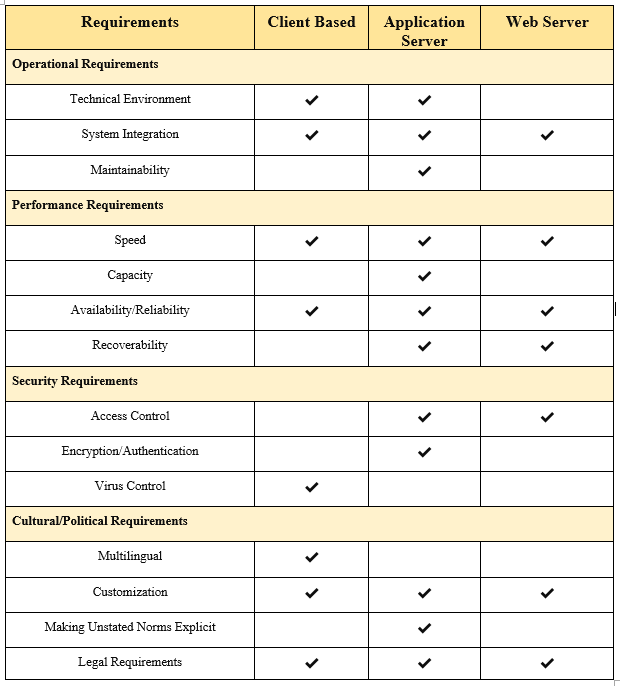 Requirements Client Based Application Server Web Server
Operational Requirements
Technical Environment ✓ ✓
System Integration ✓ ✓ ✓
Maintainability ✓
Performance Requirements
Speed ✓ ✓ ✓
Capacity ✓
Availability/Reliability ✓ ✓ ✓
Recoverability ✓ ✓
Security Requirements
Access Control ✓ ✓
Encryption/Authentication ✓
Virus Control ✓
Cultural/Political Requirements
Multilingual ✓
Customization ✓ ✓ ✓
Making Unstated Norms Explicit ✓
Legal Requirements ✓ ✓ ✓